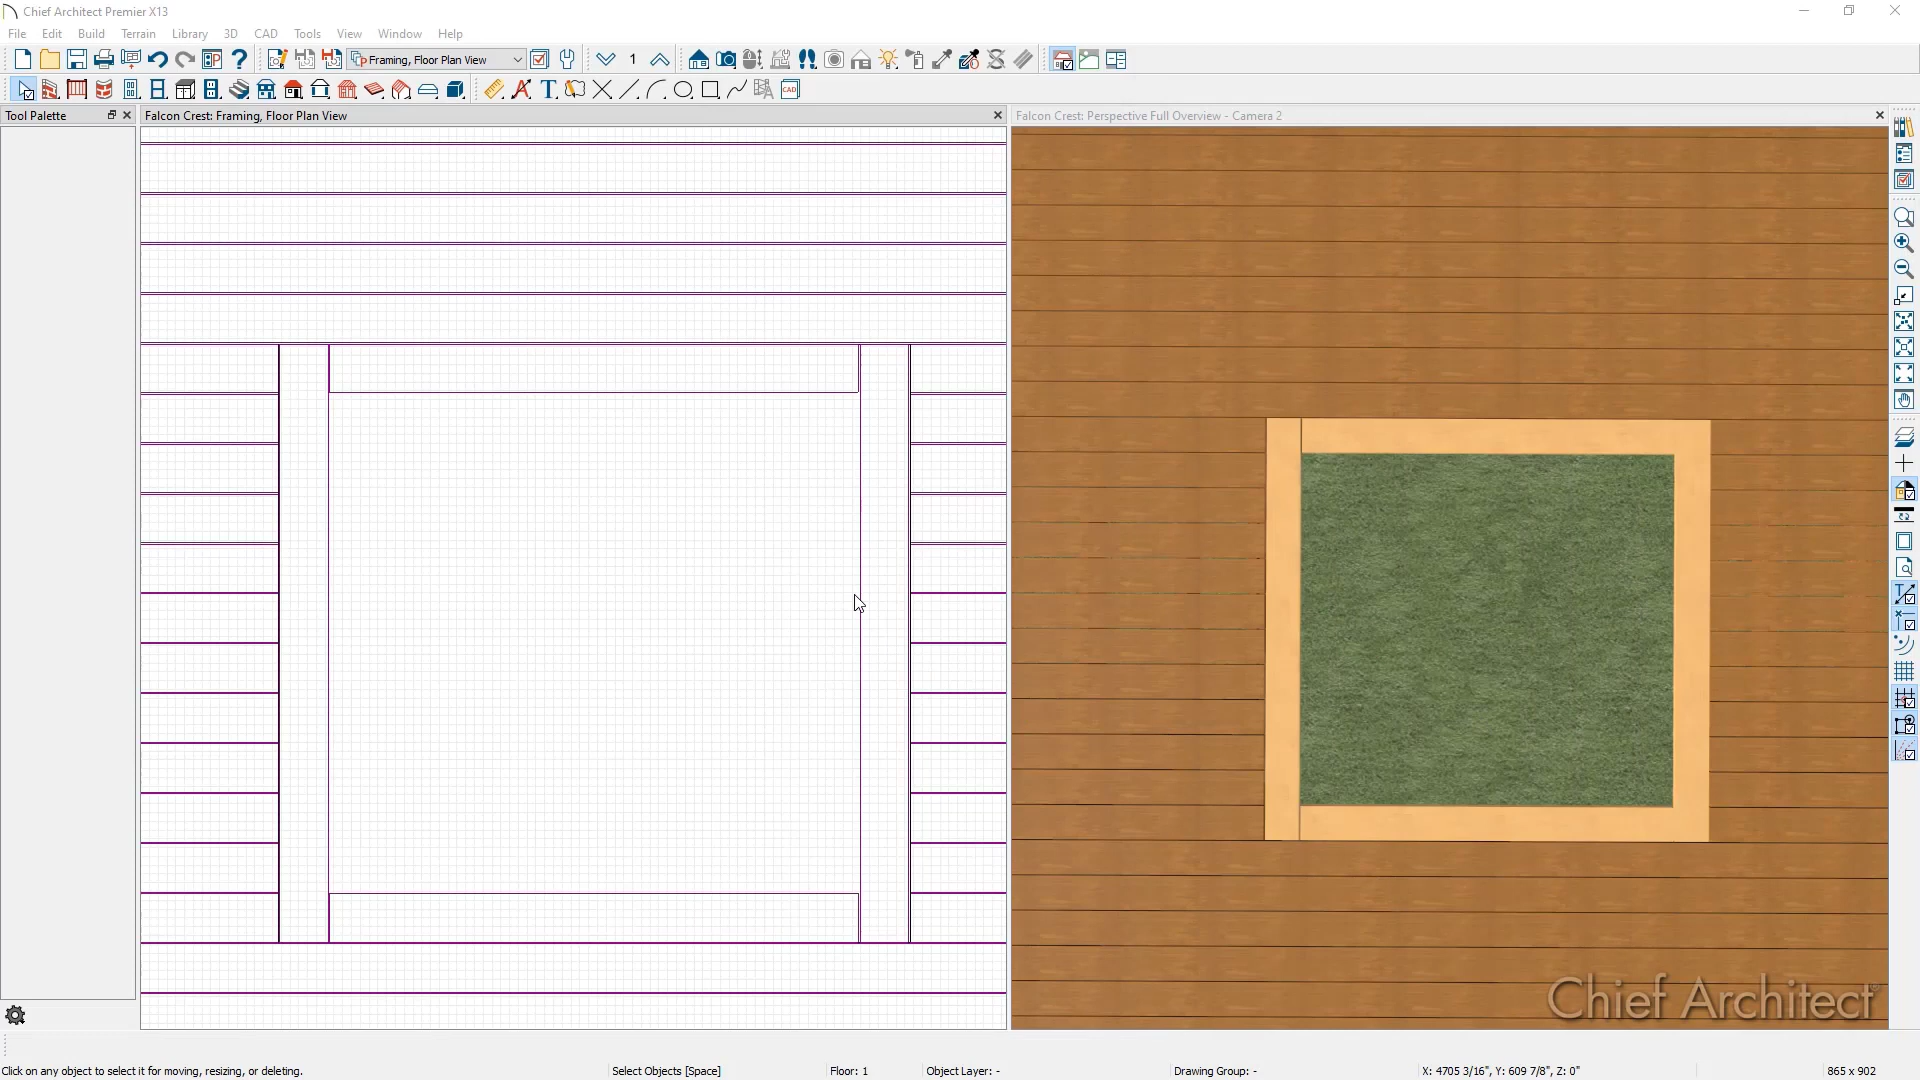 Chief Architect Premier X13
File Edit Build Terrain Library 3D CAD Tools View Window Help
Framing, Floor Plan View 1
CAD
Tool Palette
Falcon Crest: Framing, Floor Plan View
Falcon Crest: Perspective Full Overview - Camera 2
Chief Architect
Click on any object to select it for moving, resizing, or deleting. Select Objects [Space] Floor: 1 Object Layer: - Drawing Group: - X: 4705 3/16", Y: 609 7/8", Z: 0" 865 x 902